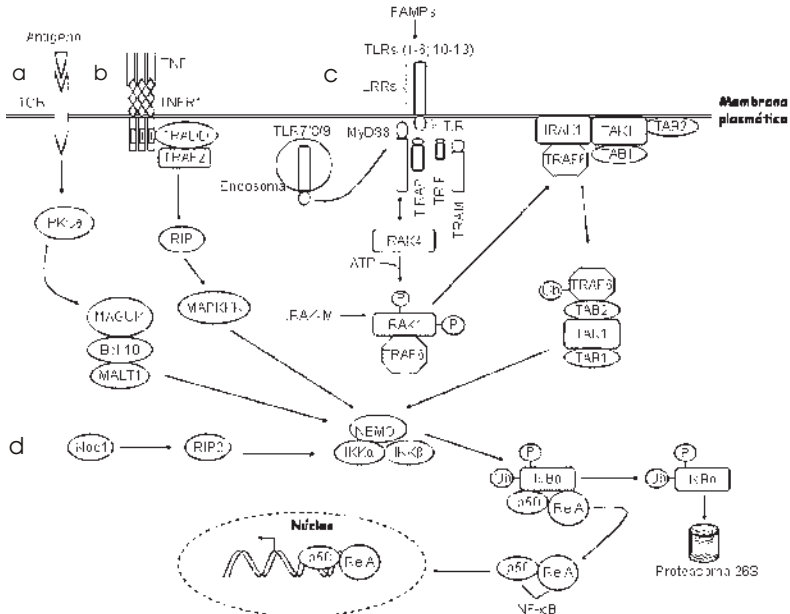 PAMPs
Antígeno
TLRs (1-6; 10-13)
a
b
TNF
c
LRRs
TCR
TNFR1
Membrana
plasmática
TRADD
TRAF2
TLR7/8/9
MyD88
TIR
IRAK1
TAK1
TAB2
TRAF6
TAB1
Endosoma
TIRAP
TRIF
TRAM
RIP
IRAK4
ATP
MAPKKK
P
Ub
TRAF6
TAB2
TAK1
TAB1
MAGUK
Bcl10
MALT1
IRAK-M
IRAK1
P
TRAF6
d
Nod1
RIP2
NEMO
IKKα
IKKβ
P
Ub
IκBα
p50
RelA
P
Ub
IκBα
Núcleo
p50
RelA
p50
RelA
NF-κB
Proteasoma 26S